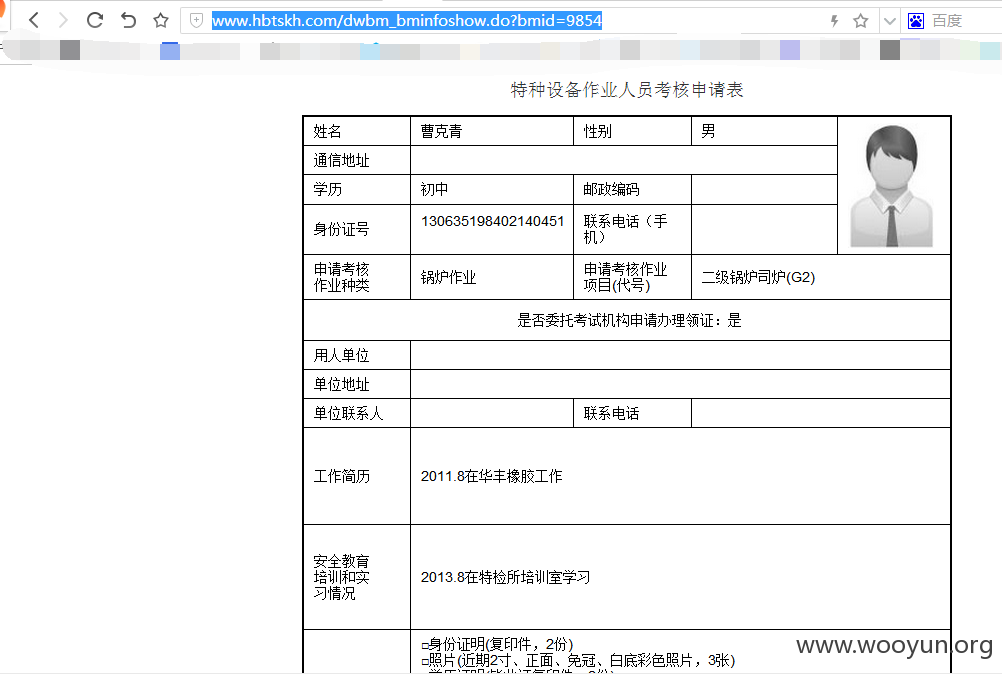 www.hbtskh.com/dwbm_bminfoshow.do?bmid=9854
百度
特种设备作业人员考核申请表
姓名 曹克青 性别 男
通信地址
学历 初中 邮政编码
身份证号 130635198402140451 联系电话（手
机）
申请考核
作业种类 锅炉作业 申请考核作业
项目(代号) 二级锅炉司炉(G2)
是否委托考试机构申请办理领证：是
用人单位
单位地址
单位联系人 联系电话
工作简历 2011.8在华丰橡胶工作
安全教育
培训和实
习情况 2013.8在特检所培训室学习
□身份证明(复印件，2份)
□照片(近期2寸、正面、免冠、白底彩色照片，3张)
www.wooyun.org